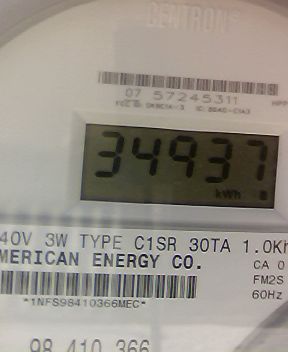 CENTRON®
07 57245311
34937
kWh
40V 3W TYPE C1SR 30TA 1.0Kh
MERICAN ENERGY CO.
CA 0
FM2S
*1NFS98410366MEC*
60Hz
98 410 366